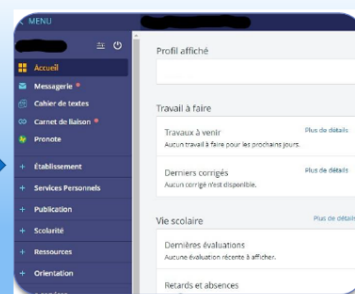 MENU
Accueil
Messagerie
Cahier de textes
Carnet de liaison
Pronote
+ Établissement
+ Services Personnels
+ Publication
+ Scolarité
+ Ressources
+ Orientation
Profil affiché
Travail à faire
Travaux à venir Plus de détails
Aucun travail à faire pour les prochains jours.
Derniers corrigés Plus de détails
Aucun corrigé n'est disponible.
Vie scolaire Plus de détails
Dernières évaluations
Aucune évaluation récente à afficher.
Retards et absences